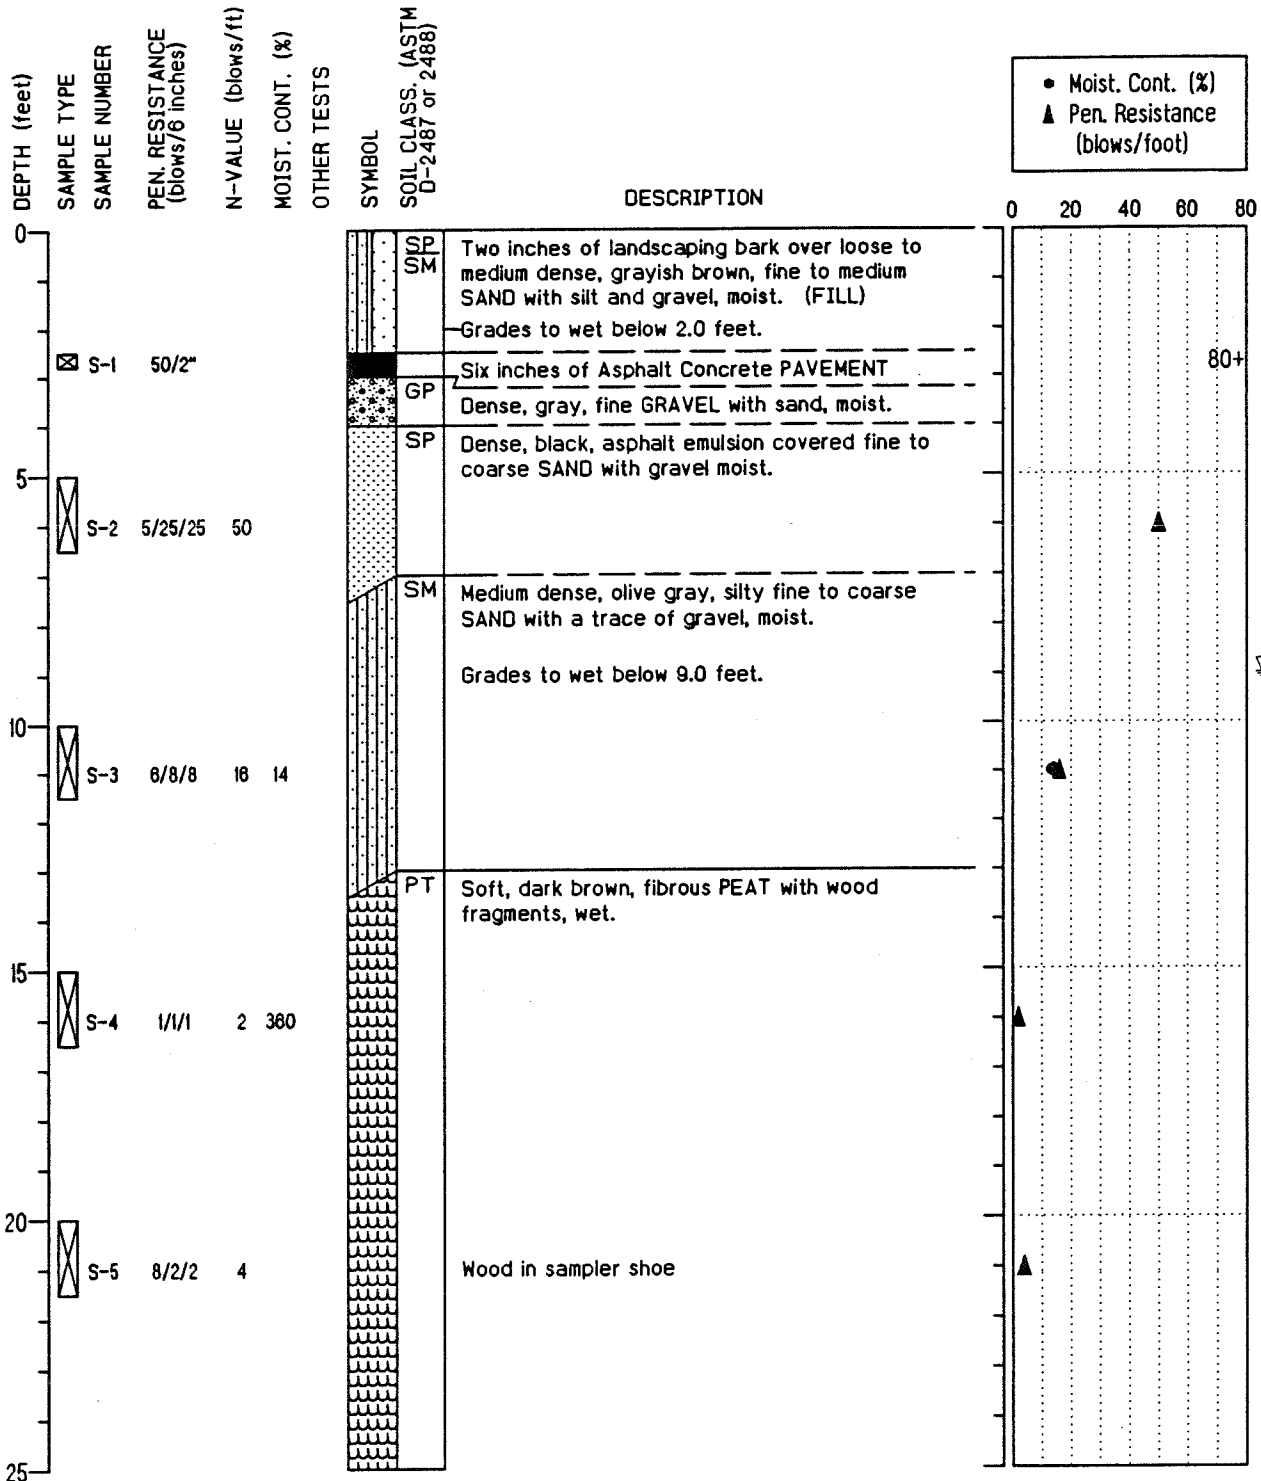 DEPTH (feet)
SAMPLE TYPE
SAMPLE NUMBER
PEN. RESISTANCE
(blows/6 inches)
N-VALUE (blows/ft)
MOIST. CONT. (%)
OTHER TESTS
SYMBOL
SOIL CLASS. (ASTM
D-2487 or 2488)
DESCRIPTION
Moist. Cont. (%)
Pen. Resistance
(blows/foot)
0 20 40 60 80
0
SP
SM
Two inches of landscaping bark over loose to
medium dense, grayish brown, fine to medium
SAND with silt and gravel, moist. (FILL)
Grades to wet below 2.0 feet.
S-1 50/2"
80+
Six inches of Asphalt Concrete PAVEMENT
GP
Dense, gray, fine GRAVEL with sand, moist.
SP
Dense, black, asphalt emulsion covered fine to
coarse SAND with gravel moist.
5
S-2 5/25/25 50
SM
Medium dense, olive gray, silty fine to coarse
SAND with a trace of gravel, moist.
Grades to wet below 9.0 feet.
10
S-3 8/8/8 16 14
PT
Soft, dark brown, fibrous PEAT with wood
fragments, wet.
15
S-4 1/1/1 2 360
20
S-5 8/2/2 4
Wood in sampler shoe
25